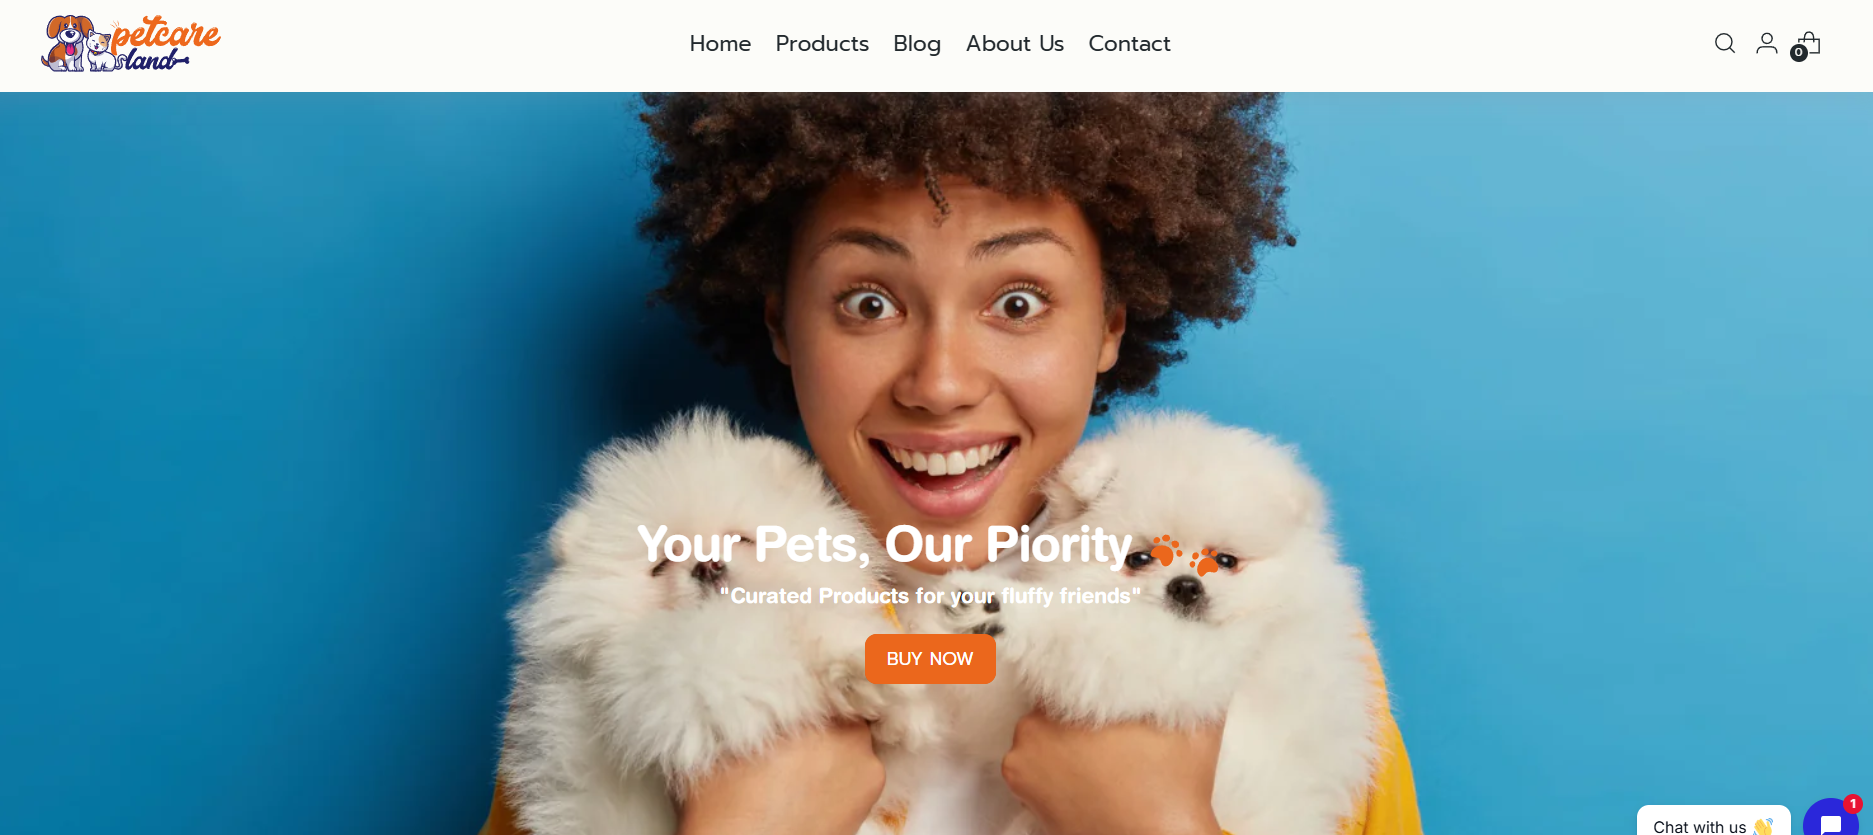 petcare
land
Home Products Blog About Us Contact
0
Your Pets, Our Piority
"Curated Products for your fluffy friends"
BUY NOW
1
Chat with us 👋